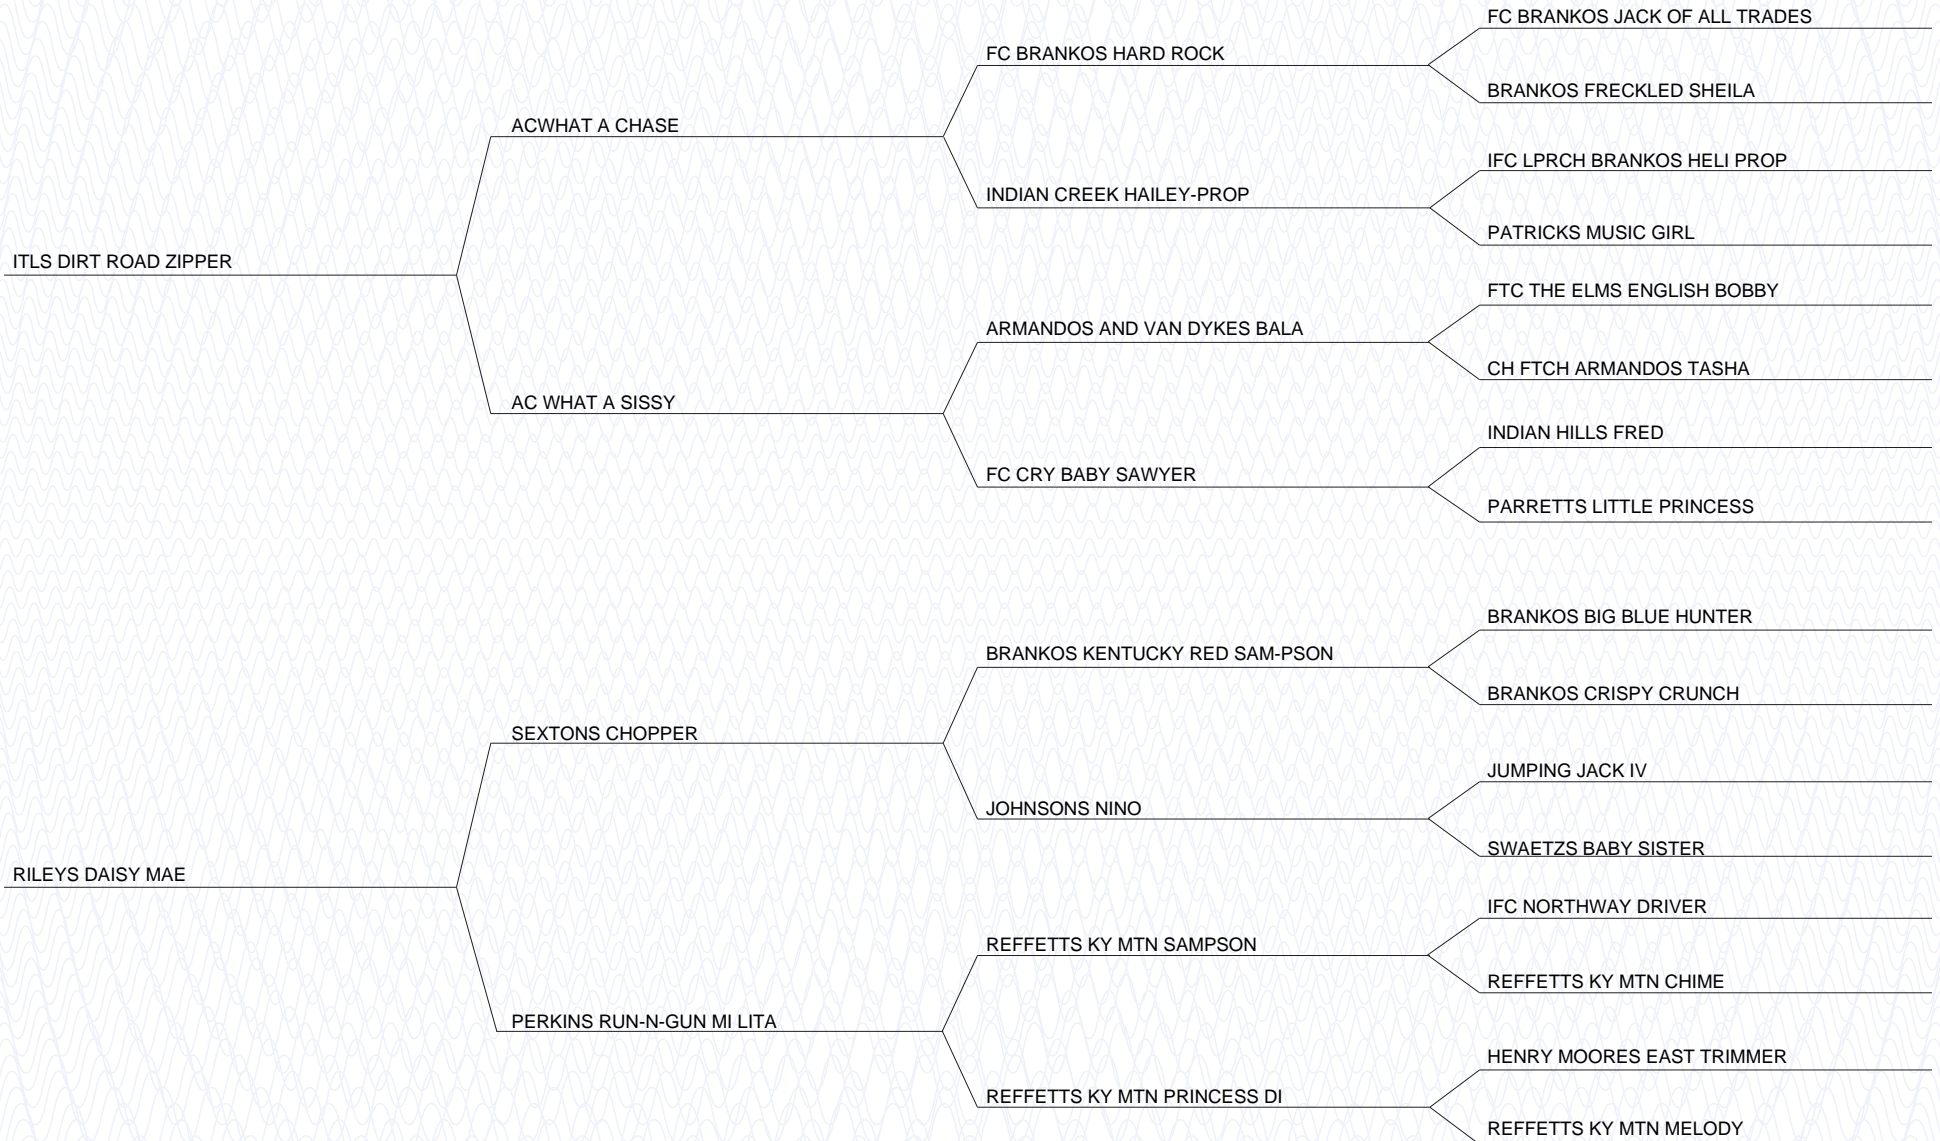 FC BRANKOS JACK OF ALL TRADES
FC BRANKOS HARD ROCK
BRANKOS FRECKLED SHEILA
ACWHAT A CHASE
IFC LPRCH BRANKOS HELI PROP
INDIAN CREEK HAILEY-PROP
PATRICKS MUSIC GIRL
ITLS DIRT ROAD ZIPPER
FTC THE ELMS ENGLISH BOBBY
ARMANDOS AND VAN DYKES BALA
CH FTCH ARMANDOS TASHA
AC WHAT A SISSY
INDIAN HILLS FRED
FC CRY BABY SAWYER
PARRETTS LITTLE PRINCESS
BRANKOS BIG BLUE HUNTER
BRANKOS KENTUCKY RED SAM-PSON
BRANKOS CRISPY CRUNCH
SEXTONS CHOPPER
JUMPING JACK IV
JOHNSONS NINO
SWAETZS BABY SISTER
RILEYS DAISY MAE
IFC NORTHWAY DRIVER
REFFETTS KY MTN SAMPSON
REFFETTS KY MTN CHIME
PERKINS RUN-N-GUN MI LITA
HENRY MOORES EAST TRIMMER
REFFETTS KY MTN PRINCESS DI
REFFETTS KY MTN MELODY